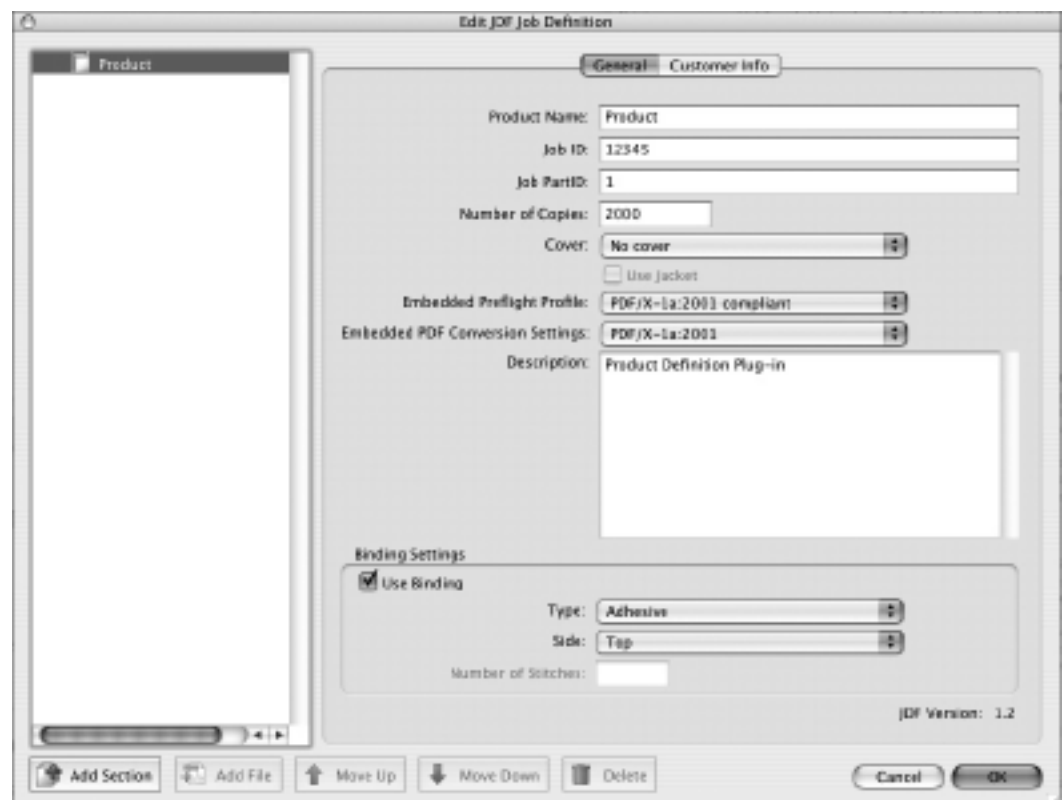 Edit JDF Job Definition
Product
General Customer Info
Product Name: Product
Job ID: 12345
Job PartID: 1
Number of Copies: 2000
Cover: No cover
Use Jacket
Embedded Preflight Profile: PDF/X-1a:2001 compliant
Embedded PDF Conversion Settings: PDF/X-1a:2001
Description: Product Definition Plug-in
Binding Settings
Use Binding
Type: Adhesive
Side: Top
Number of Stitches:
JDF Version: 1.2
Add Section Add File Move Up Move Down Delete Cancel OK